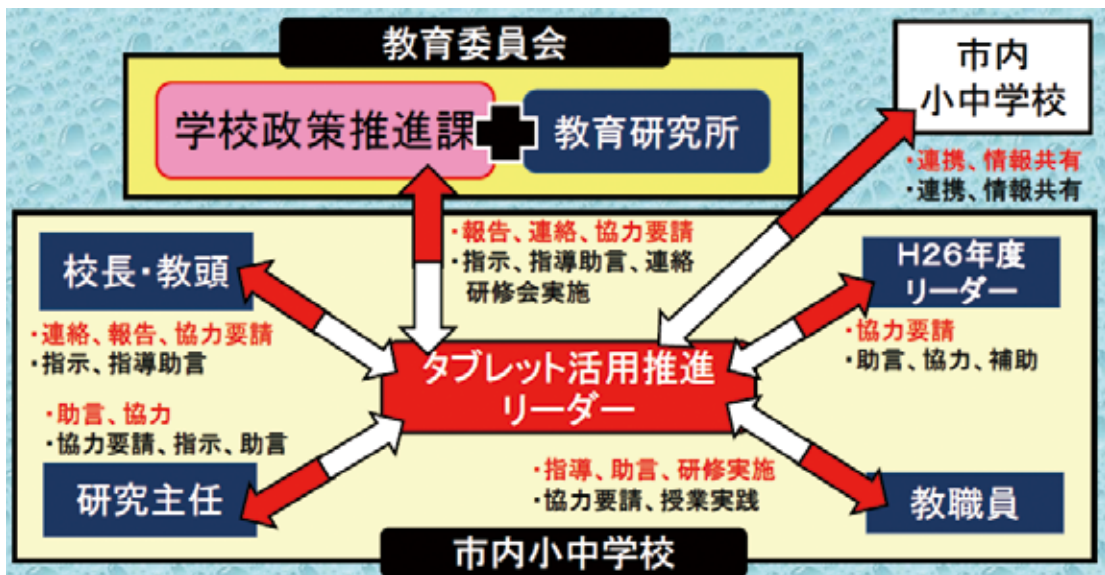 教育委員会
学校政策推進課
教育研究所
市内
小中学校
・連携、情報共有
・連携、情報共有
・報告、連絡、協力要請
・指示、指導助言、連絡
研修会実施
校長・教頭
・連絡、報告、協力要請
・指示、指導助言
H26年度
リーダー
・協力要請
・助言、協力、補助
タブレット活用推進
リーダー
・助言、協力
・協力要請、指示、助言
研究主任
・指導、助言、研修実施
・協力要請、授業実践
教職員
市内小中学校